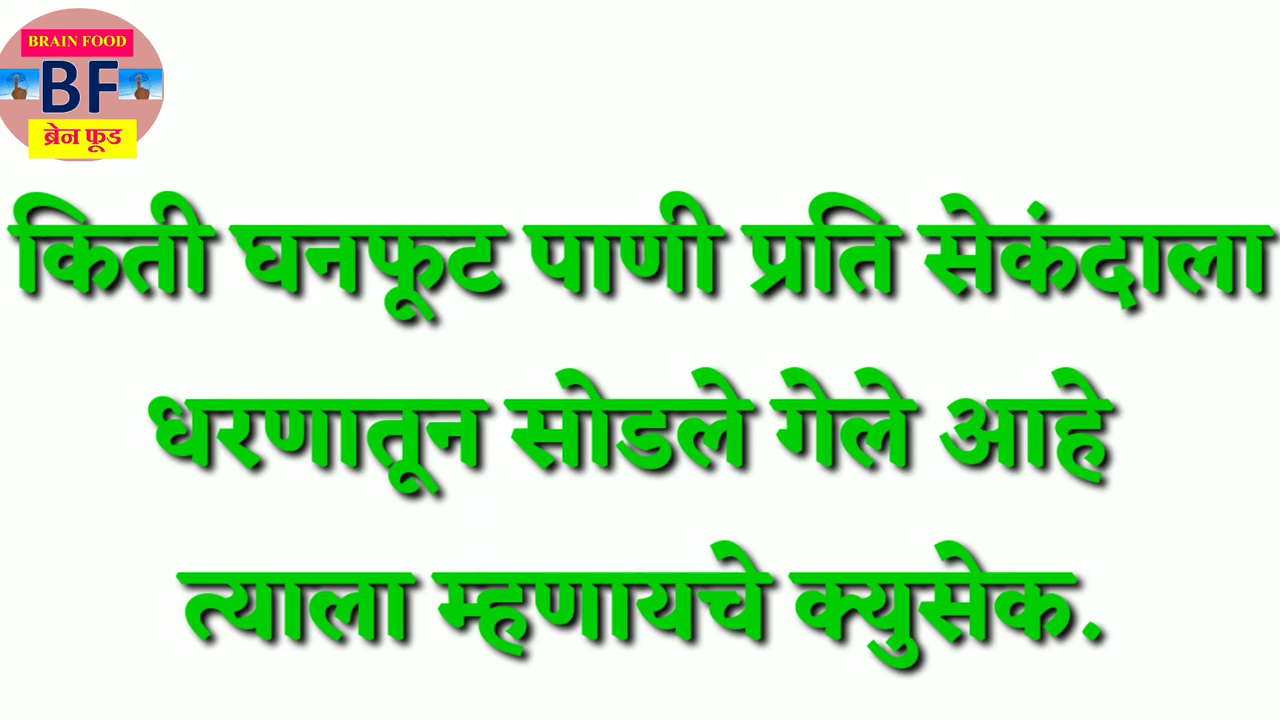 BRAIN FOOD
BF
ब्रेन फूड
किती घनफूट पाणी प्रति सेकंदाला
धरणातून सोडले गेले आहे
त्याला म्हणायचे क्युसेक.